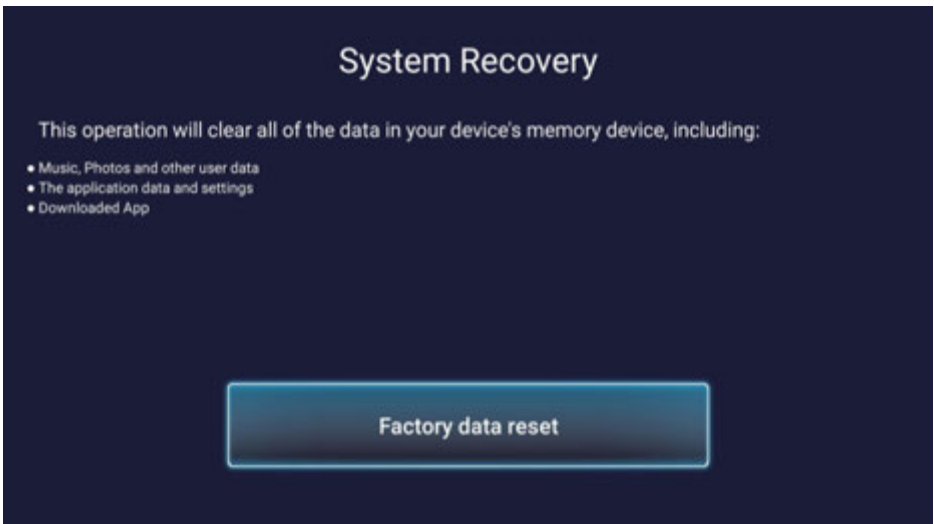 System Recovery
This operation will clear all of the data in your device's memory device, including:
• Music, Photos and other user data
• The application data and settings
• Downloaded App
Factory data reset